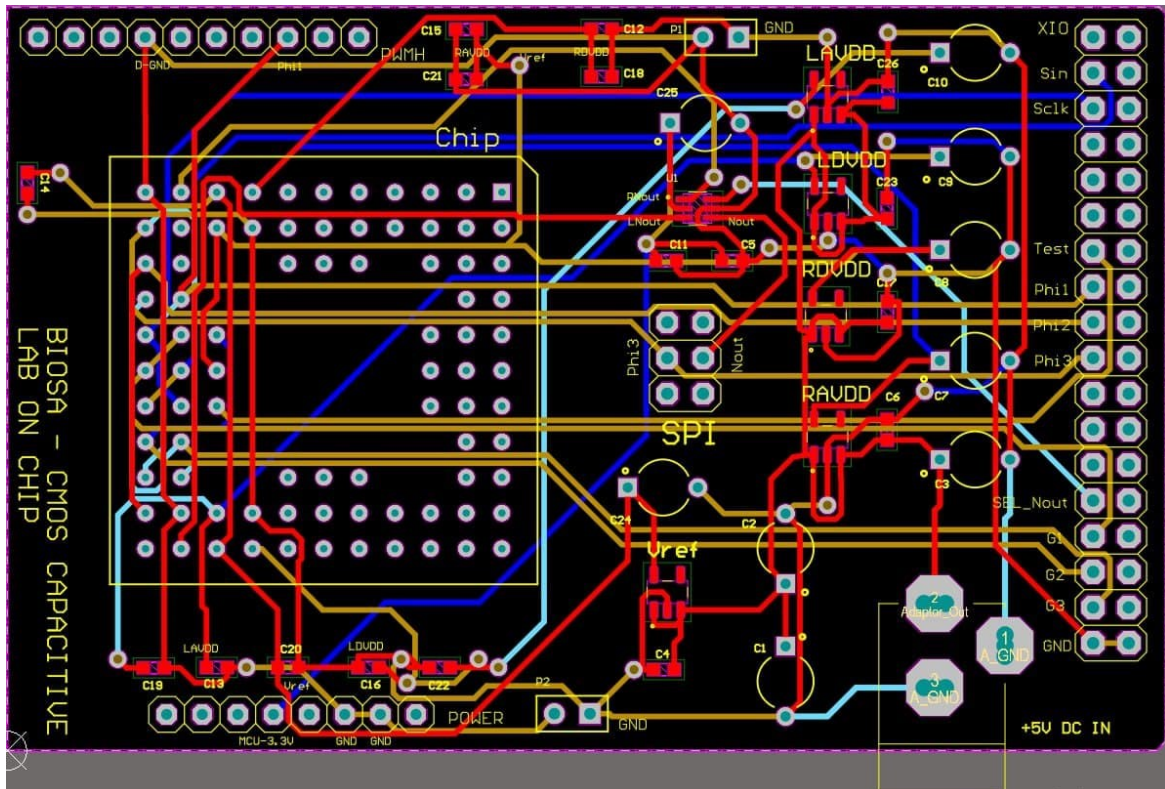 C15
C12
P1
GND
XIO
D-GND
Phi1
PWMH
RAVDD
RDVDD
Vref
LAVDD
C21
C18
C26
C10
Sin
C25
Sclk
Chip
LDVDD
C14
U1
C23
C9
RNout
LNout
Nout
C11
C5
Test
RDVDD
C17
C8
Phi1
Phi2
Phi3
Nout
Phi3
RAVDD
C6
C7
SPI
BIOSA - CMOS CAPACITIVE
LAB ON CHIP
C3
SEL_Nout
C24
C2
G1
Vref
G2
2
Adaptor_Out
G3
1
A_GND
GND
LAVDD
C20
LDVDD
C1
C4
C19
C13
Vref
C16
C22
P2
3
A_GND
POWER
GND
MCU-3.3V
GND
GND
+5V DC IN